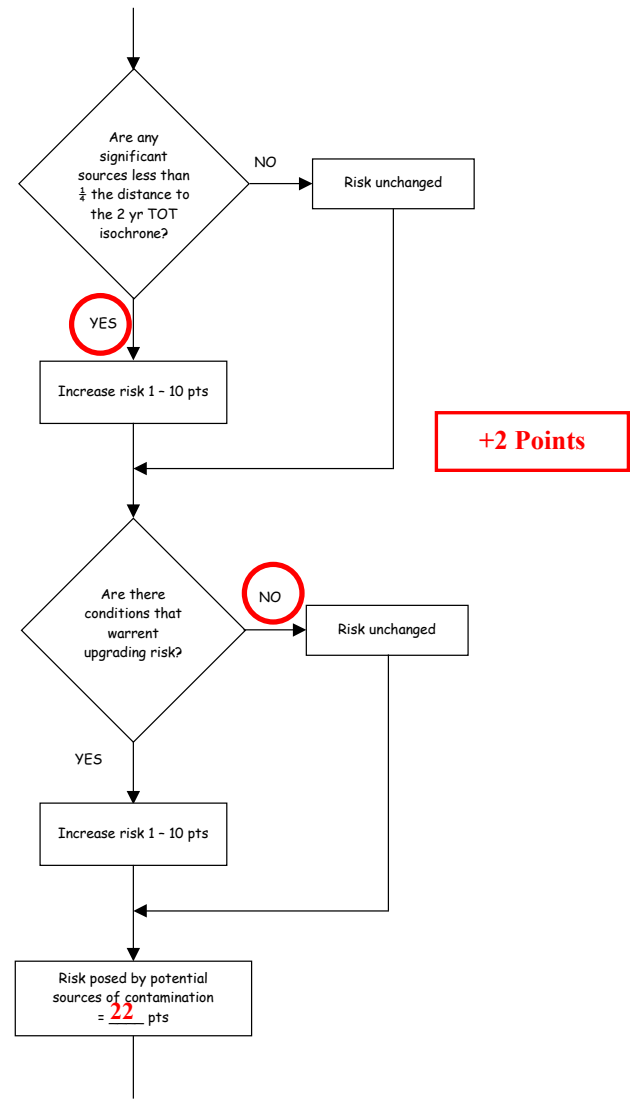 Are any
significant
sources less than
¼ the distance to
the 2 yr TOT
isochrone?
NO
Risk unchanged
YES
Increase risk 1 – 10 pts
+2 Points
Are there
conditions that
warrent
upgrading risk?
NO
Risk unchanged
YES
Increase risk 1 – 10 pts
Risk posed by potential
sources of contamination
= 22 pts